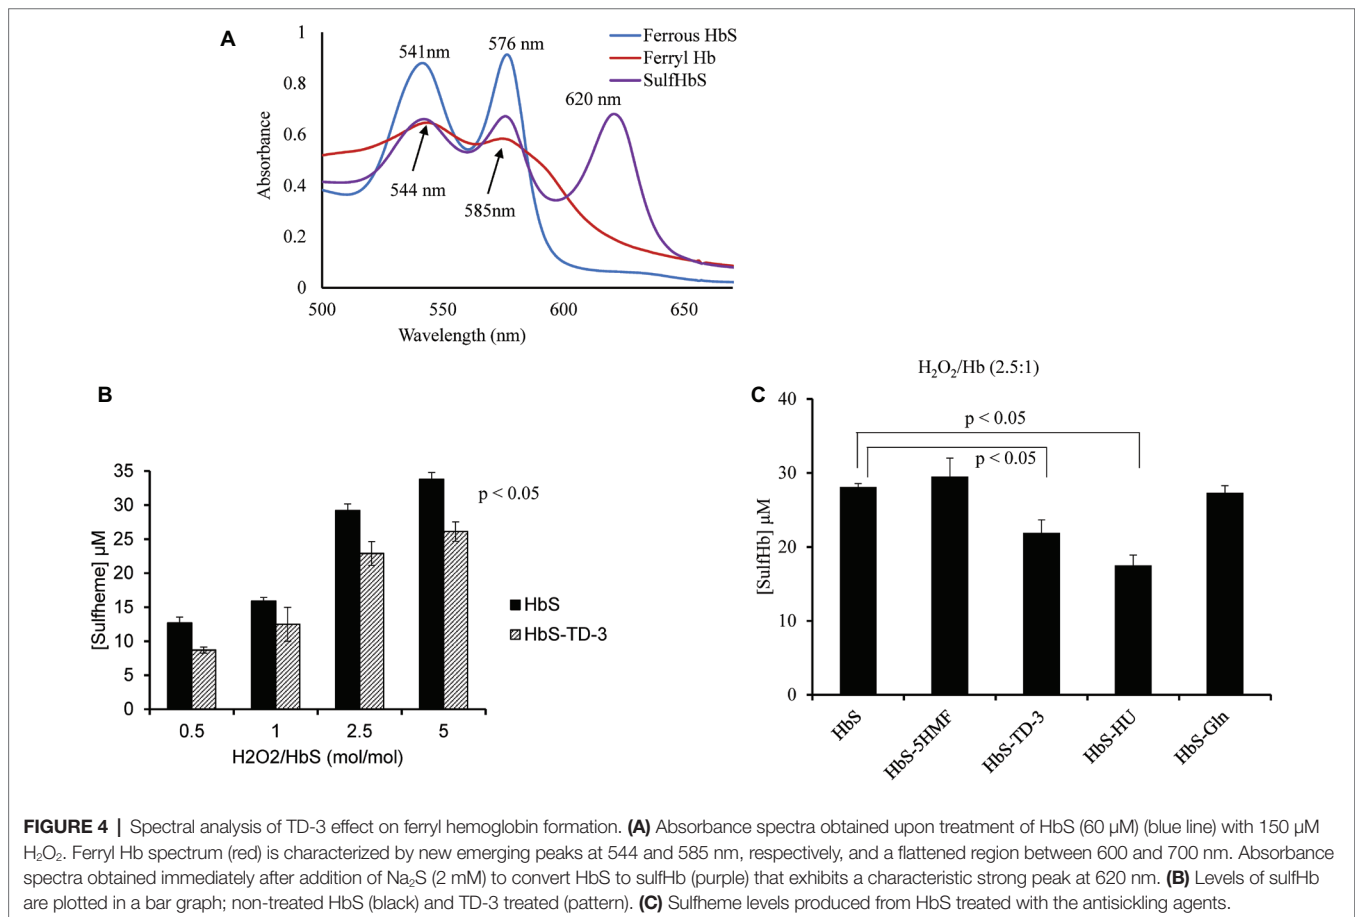 A
Ferrous HbS
Ferryl Hb
SulfHbS
541nm
576 nm
620 nm
544 nm
585nm
Absorbance
1
0.8
0.6
0.4
0.2
0
500 550 600 650
Wavelength (nm)
B
[Sulfheme] µM
35
30
25
20
15
10
5
0
p < 0.05
HbS
HbS-TD-3
0.5 1 2.5 5
H2O2/HbS (mol/mol)
C
H₂O₂/Hb (2.5:1)
[SulfHb] µM
40
30
20
10
0
p < 0.05
p < 0.05
HbS HbS-5HMF HbS-TD-3 HbS-HU HbS-Gln
FIGURE 4 | Spectral analysis of TD-3 effect on ferryl hemoglobin formation. (A) Absorbance spectra obtained upon treatment of HbS (60 µM) (blue line) with 150 µM
H₂O₂. Ferryl Hb spectrum (red) is characterized by new emerging peaks at 544 and 585 nm, respectively, and a flattened region between 600 and 700 nm. Absorbance
spectra obtained immediately after addition of Na₂S (2 mM) to convert HbS to sulfHb (purple) that exhibits a characteristic strong peak at 620 nm. (B) Levels of sulfHb
are plotted in a bar graph; non-treated HbS (black) and TD-3 treated (pattern). (C) Sulfheme levels produced from HbS treated with the antisickling agents.